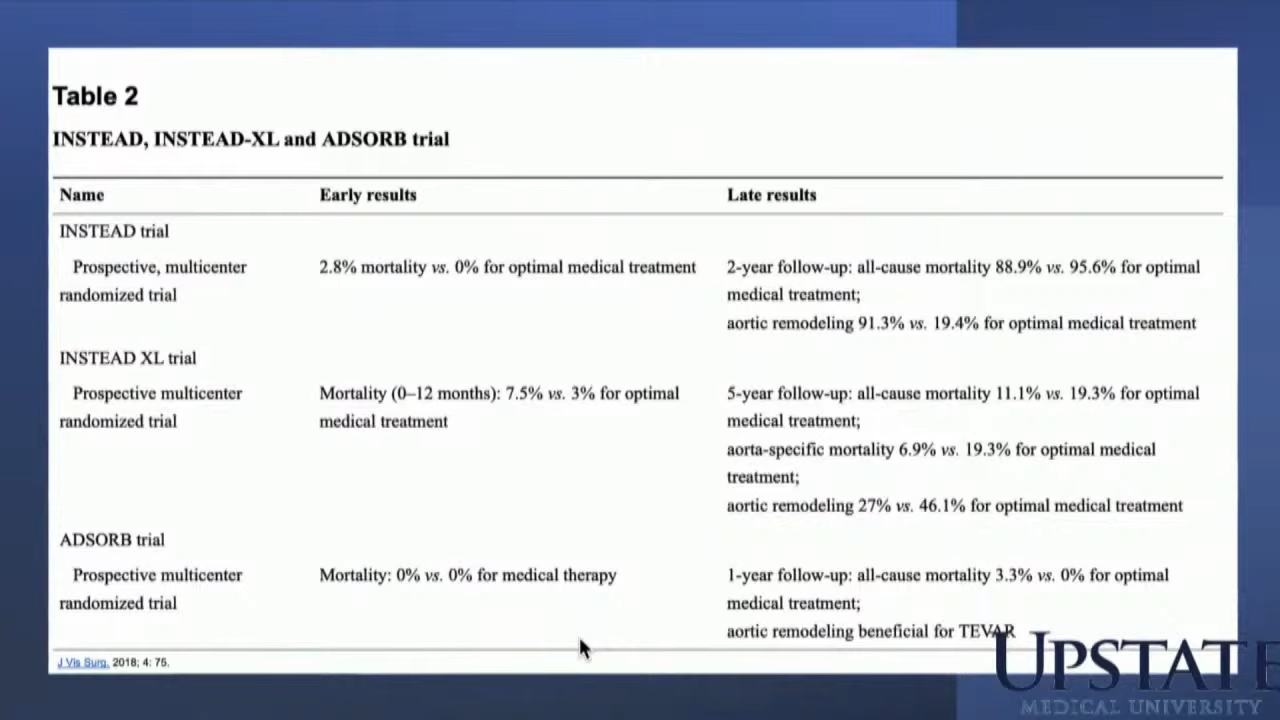 Table 2
INSTEAD, INSTEAD-XL and ADSORB trial
Name Early results Late results
INSTEAD trial
Prospective, multicenter randomized trial
2.8% mortality vs. 0% for optimal medical treatment
2-year follow-up: all-cause mortality 88.9% vs. 95.6% for optimal
medical treatment;
aortic remodeling 91.3% vs. 19.4% for optimal medical treatment
INSTEAD XL trial
Prospective multicenter
randomized trial
Mortality (0–12 months): 7.5% vs. 3% for optimal
medical treatment
5-year follow-up: all-cause mortality 11.1% vs. 19.3% for optimal
medical treatment;
aorta-specific mortality 6.9% vs. 19.3% for optimal medical
treatment;
aortic remodeling 27% vs. 46.1% for optimal medical treatment
ADSORB trial
Prospective multicenter
randomized trial
Mortality: 0% vs. 0% for medical therapy
1-year follow-up: all-cause mortality 3.3% vs. 0% for optimal
medical treatment;
aortic remodeling beneficial for TEVAR
J Vis Surg. 2018; 4: 75.
UPSTATE
MEDICAL UNIVERSITY